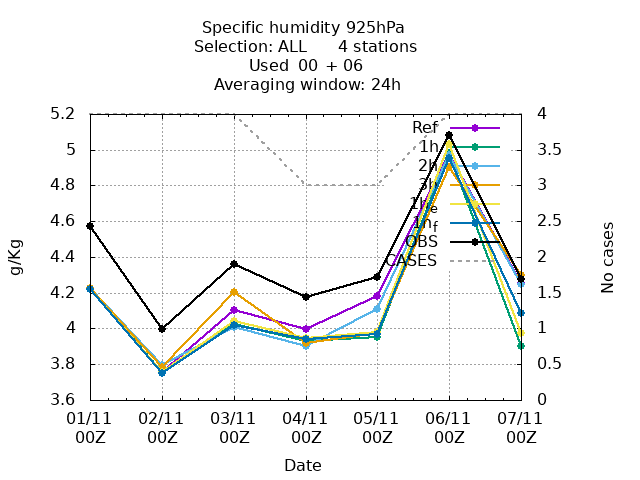 Specific humidity 925hPa
Selection: ALL 4 stations
Used 00 + 06
Averaging window: 24h
5.2
5
4.8
4.6
4.4
4.2
4
3.8
3.6
4
3.5
3
2.5
2
1.5
1
0.5
0
g/Kg
No cases
Ref
1h
2h
3h
1h_e
1h_f
OBS
CASES
01/11 02/11 03/11 04/11 05/11 06/11 07/11
00Z 00Z 00Z 00Z 00Z 00Z 00Z
Date